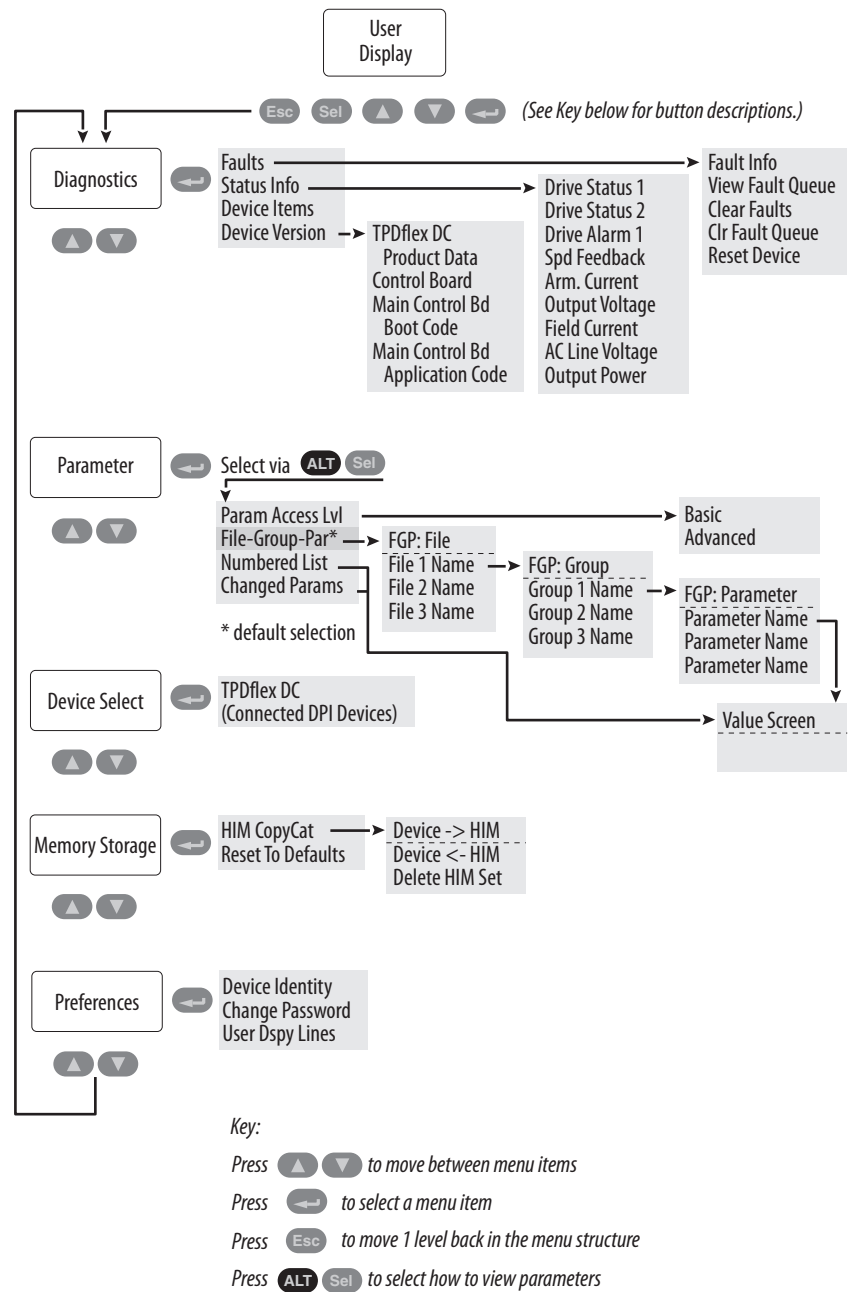 User
Display
Esc Sel (See Key below for button descriptions.)
Diagnostics
Faults
Status Info
Device Items
Device Version
TPDflex DC
Product Data
Control Board
Main Control Bd
Boot Code
Main Control Bd
Application Code
Drive Status 1
Drive Status 2
Drive Alarm 1
Spd Feedback
Arm. Current
Output Voltage
Field Current
AC Line Voltage
Output Power
Fault Info
View Fault Queue
Clear Faults
Clr Fault Queue
Reset Device
Parameter
Select via ALT Sel
Param Access Lvl
File-Group-Par*
Numbered List
Changed Params
* default selection
FGP: File
File 1 Name
File 2 Name
File 3 Name
FGP: Group
Group 1 Name
Group 2 Name
Group 3 Name
Basic
Advanced
FGP: Parameter
Parameter Name
Parameter Name
Parameter Name
Value Screen
Device Select
TPDflex DC
(Connected DPI Devices)
Memory Storage
HIM CopyCat
Reset To Defaults
Device -> HIM
Device <- HIM
Delete HIM Set
Preferences
Device Identity
Change Password
User Dspy Lines
Key:
Press to move between menu items
Press to select a menu item
Press Esc to move 1 level back in the menu structure
Press ALT Sel to select how to view parameters